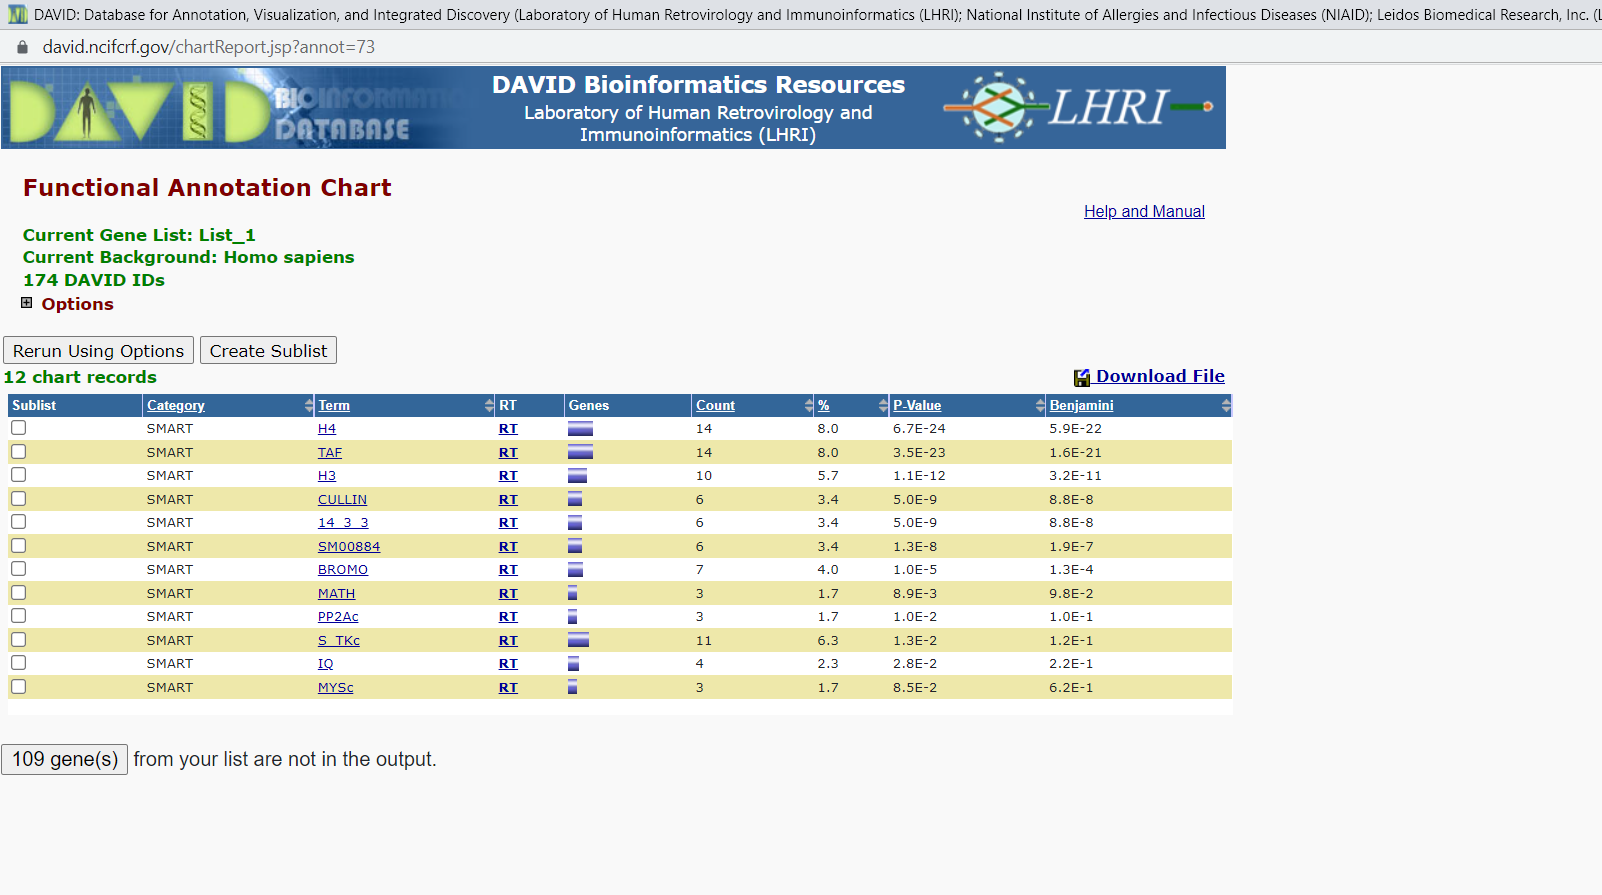 DAVID: Database for Annotation, Visualization, and Integrated Discovery (Laboratory of Human Retrovirology and Immunoinformatics (LHRI); National Institute of Allergies and Infectious Diseases (NIAID); Leidos Biomedical Research, Inc. (L
david.ncifcrf.gov/chartReport.jsp?annot=73
DAVID BIOINFORMATICS DATABASE
DAVID Bioinformatics Resources
Laboratory of Human Retrovirology and
Immunoinformatics (LHRI)
LHRI
Functional Annotation Chart
Help and Manual
Current Gene List: List_1
Current Background: Homo sapiens
174 DAVID IDs
Options
Rerun Using Options Create Sublist
12 chart records Download File
Sublist Category Term RT Genes Count % P-Value Benjamini
SMART H4 RT 14 8.0 6.7E-24 5.9E-22
SMART TAF RT 14 8.0 3.5E-23 1.6E-21
SMART H3 RT 10 5.7 1.1E-12 3.2E-11
SMART CULLIN RT 6 3.4 5.0E-9 8.8E-8
SMART 14_3_3 RT 6 3.4 5.0E-9 8.8E-8
SMART SM00884 RT 6 3.4 1.3E-8 1.9E-7
SMART BROMO RT 7 4.0 1.0E-5 1.3E-4
SMART MATH RT 3 1.7 8.9E-3 9.8E-2
SMART PP2Ac RT 3 1.7 1.0E-2 1.0E-1
SMART S_TKc RT 11 6.3 1.3E-2 1.2E-1
SMART IQ RT 4 2.3 2.8E-2 2.2E-1
SMART MYSc RT 3 1.7 8.5E-2 6.2E-1
109 gene(s) from your list are not in the output.